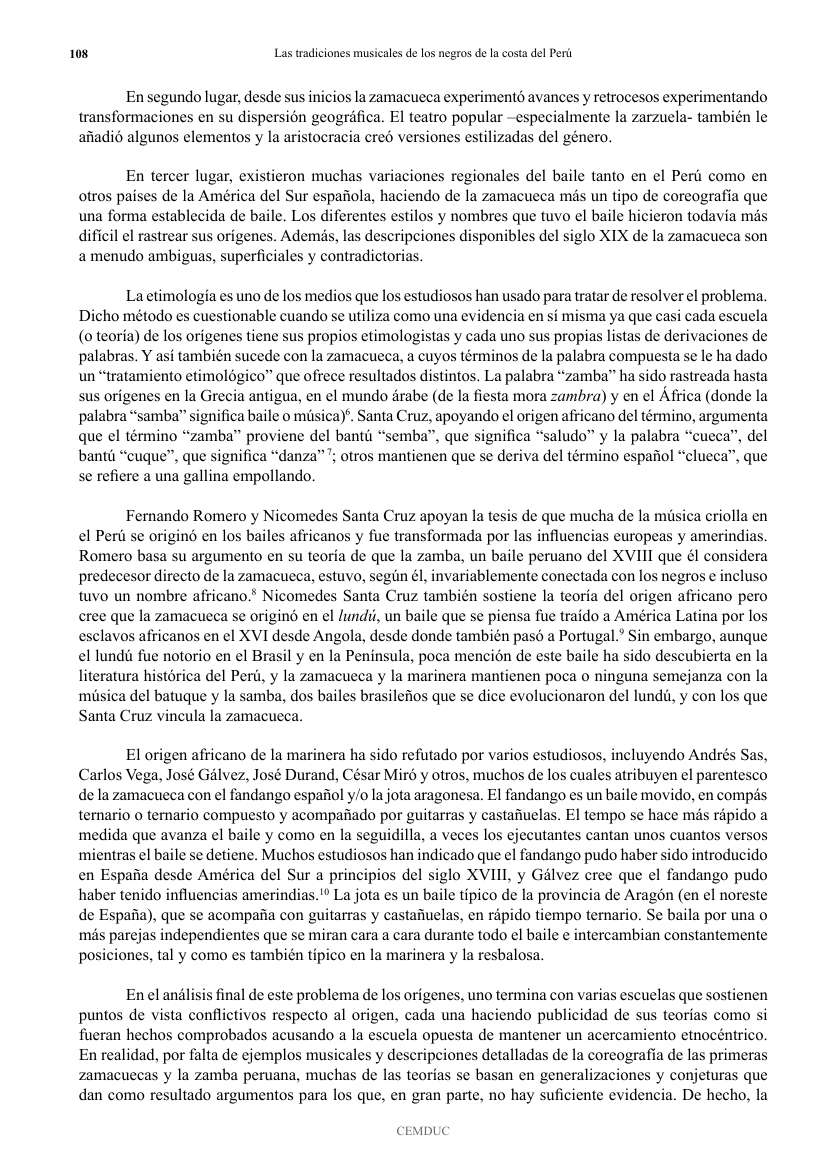 108
Las tradiciones musicales de los negros de la costa del Perú
En segundo lugar, desde sus inicios la zamacueca experimentó avances y retrocesos experimentando
transformaciones en su dispersión geográfica. El teatro popular –especialmente la zarzuela- también le
añadió algunos elementos y la aristocracia creó versiones estilizadas del género.
En tercer lugar, existieron muchas variaciones regionales del baile tanto en el Perú como en
otros países de la América del Sur española, haciendo de la zamacueca más un tipo de coreografía que
una forma establecida de baile. Los diferentes estilos y nombres que tuvo el baile hicieron todavía más
difícil el rastrear sus orígenes. Además, las descripciones disponibles del siglo XIX de la zamacueca son
a menudo ambiguas, superficiales y contradictorias.
La etimología es uno de los medios que los estudiosos han usado para tratar de resolver el problema.
Dicho método es cuestionable cuando se utiliza como una evidencia en sí misma ya que casi cada escuela
(o teoría) de los orígenes tiene sus propios etimologistas y cada uno sus propias listas de derivaciones de
palabras. Y así también sucede con la zamacueca, a cuyos términos de la palabra compuesta se le ha dado
un “tratamiento etimológico” que ofrece resultados distintos. La palabra “zamba” ha sido rastreada hasta
sus orígenes en la Grecia antigua, en el mundo árabe (de la fiesta mora zambra) y en el África (donde la
palabra “samba” significa baile o música)⁶. Santa Cruz, apoyando el origen africano del término, argumenta
que el término “zamba” proviene del bantú “semba”, que significa “saludo” y la palabra “cueca”, del
bantú “cuque”, que significa “danza” ⁷; otros mantienen que se deriva del término español “clueca”, que
se refiere a una gallina empollando.
Fernando Romero y Nicomedes Santa Cruz apoyan la tesis de que mucha de la música criolla en
el Perú se originó en los bailes africanos y fue transformada por las influencias europeas y amerindias.
Romero basa su argumento en su teoría de que la zamba, un baile peruano del XVIII que él considera
predecesor directo de la zamacueca, estuvo, según él, invariablemente conectada con los negros e incluso
tuvo un nombre africano.⁸ Nicomedes Santa Cruz también sostiene la teoría del origen africano pero
cree que la zamacueca se originó en el lundú, un baile que se piensa fue traído a América Latina por los
esclavos africanos en el XVI desde Angola, desde donde también pasó a Portugal.⁹ Sin embargo, aunque
el lundú fue notorio en el Brasil y en la Península, poca mención de este baile ha sido descubierta en la
literatura histórica del Perú, y la zamacueca y la marinera mantienen poca o ninguna semejanza con la
música del batuque y la samba, dos bailes brasileños que se dice evolucionaron del lundú, y con los que
Santa Cruz vincula la zamacueca.
El origen africano de la marinera ha sido refutado por varios estudiosos, incluyendo Andrés Sas,
Carlos Vega, José Gálvez, José Durand, César Miró y otros, muchos de los cuales atribuyen el parentesco
de la zamacueca con el fandango español y/o la jota aragonesa. El fandango es un baile movido, en compás
ternario o ternario compuesto y acompañado por guitarras y castañuelas. El tempo se hace más rápido a
medida que avanza el baile y como en la seguidilla, a veces los ejecutantes cantan unos cuantos versos
mientras el baile se detiene. Muchos estudiosos han indicado que el fandango pudo haber sido introducido
en España desde América del Sur a principios del siglo XVIII, y Gálvez cree que el fandango pudo
haber tenido influencias amerindias.¹⁰ La jota es un baile típico de la provincia de Aragón (en el noreste
de España), que se acompaña con guitarras y castañuelas, en rápido tiempo ternario. Se baila por una o
más parejas independientes que se miran cara a cara durante todo el baile e intercambian constantemente
posiciones, tal y como es también típico en la marinera y la resbalosa.
En el análisis final de este problema de los orígenes, uno termina con varias escuelas que sostienen
puntos de vista conflictivos respecto al origen, cada una haciendo publicidad de sus teorías como si
fueran hechos comprobados acusando a la escuela opuesta de mantener un acercamiento etnocéntrico.
En realidad, por falta de ejemplos musicales y descripciones detalladas de la coreografía de las primeras
zamacuecas y la zamba peruana, muchas de las teorías se basan en generalizaciones y conjeturas que
dan como resultado argumentos para los que, en gran parte, no hay suficiente evidencia. De hecho, la
CEMDUC